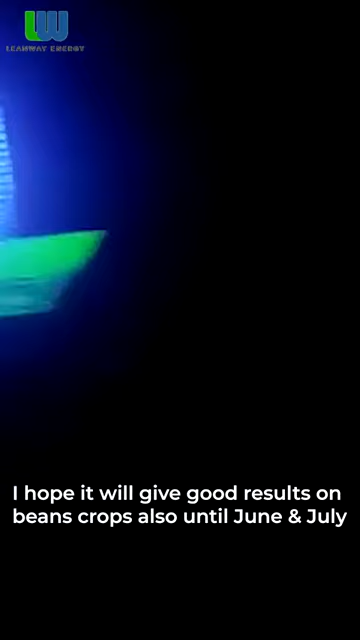 LEANWAY ENERGY
I hope it will give good results on
beans crops also until June & July